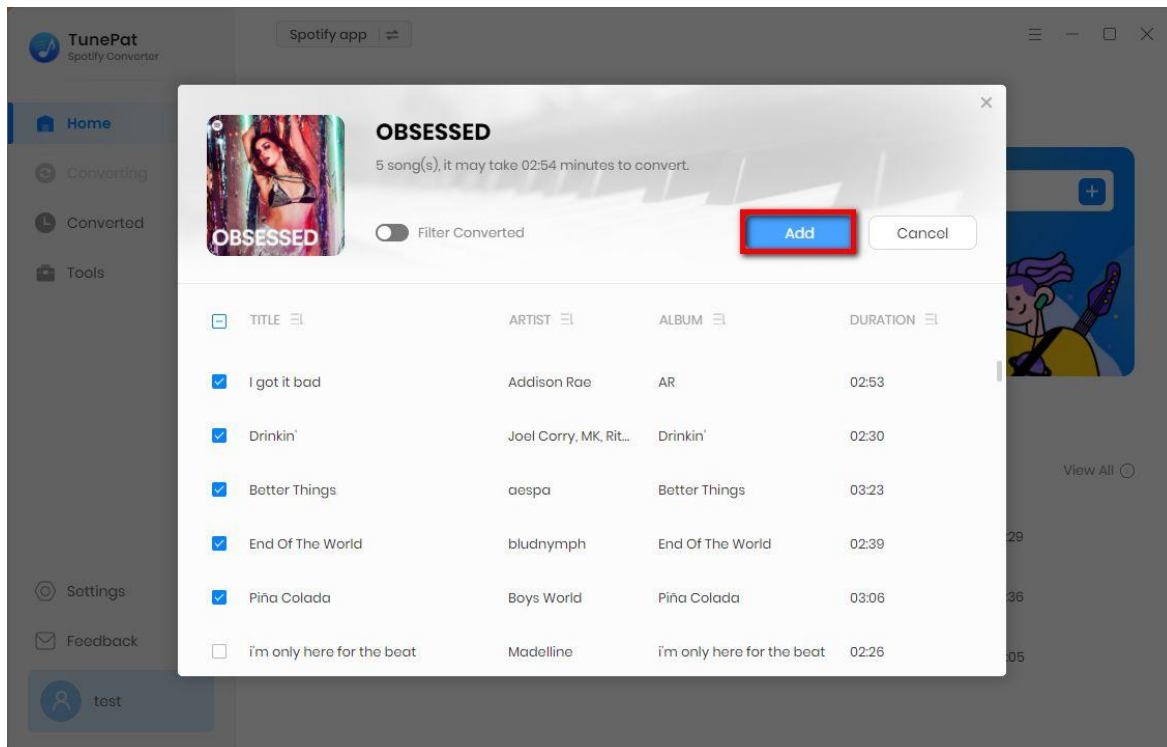 TunePat
Spotify Converter
Spotify app
Home
Converting
Converted
Tools
OBSESSED
OBSESSED
5 song(s), it may take 02:54 minutes to convert.
Filter Converted
Add
Cancel
TITLE ARTIST ALBUM DURATION
I got it bad Addison Rae AR 02:53
Drinkin' Joel Corry, MK, Rit... Drinkin' 02:30
Better Things aespa Better Things 03:23
End Of The World bludnymph End Of The World 02:39
Piña Colada Boys World Piña Colada 03:06
i'm only here for the beat Madelline i'm only here for the beat 02:26
View All
:29
:36
:05
Settings
Feedback
test